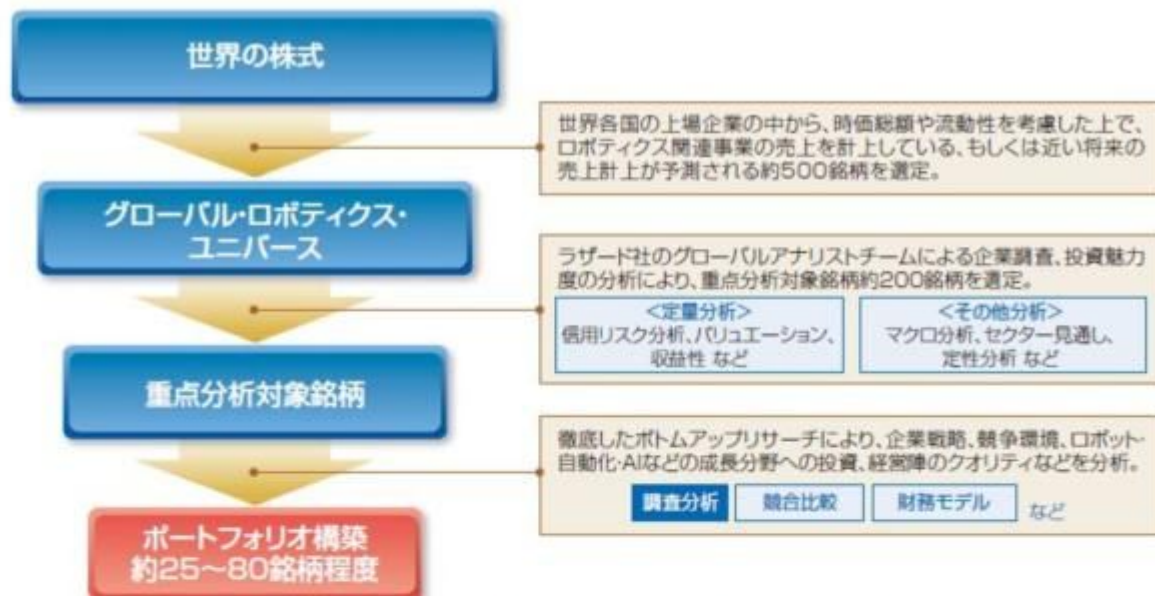 世界の株式
世界各国の上場企業の中から、時価総額や流動性を考慮した上で、
ロボティクス関連事業の売上を計上している、もしくは近い将来の
売上計上が予測される約500銘柄を選定。
グローバル・ロボティクス・
ユニバース
ラザード社のグローバルアナリストチームによる企業調査、投資魅力
度の分析により、重点分析対象銘柄約200銘柄を選定。
<定量分析>
信用リスク分析、バリュエーション、
収益性 など
<その他分析>
マクロ分析、セクター見通し、
定性分析 など
重点分析対象銘柄
徹底したボトムアップリサーチにより、企業戦略、競争環境、ロボット・
自動化・AIなどの成長分野への投資、経営陣のクオリティなどを分析。
調査分析
競合比較
財務モデル
など
ポートフォリオ構築
約25~80銘柄程度